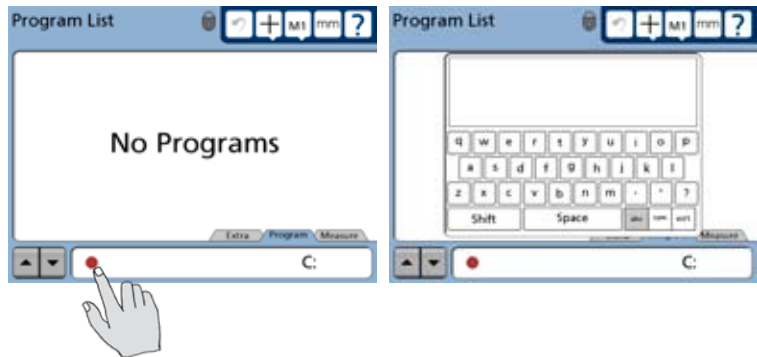 Program List M1 mm ?
No Programs
Extra Program Measure
C:
Program List M1 mm ?
q w e r t y u i o p
a s d f g h j k l
z x c v b n m . ' ?
Shift Space abc
Measure
C: